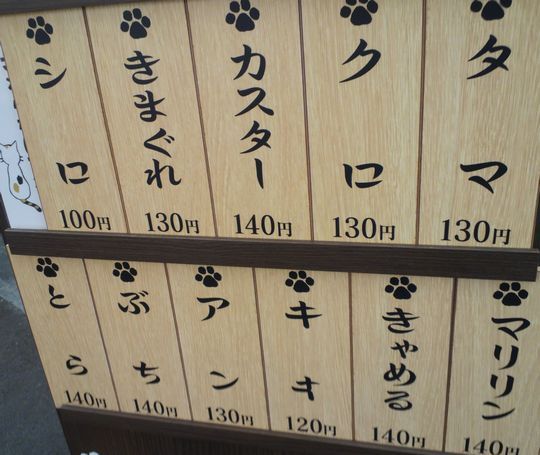 タマ
130円
クロ
130円
カスター
140円
きまぐれ
130円
シロ
100円
マリリン
140円
きゃめる
140円
キキ
120円
アン
130円
ぶち
140円
とら
140円